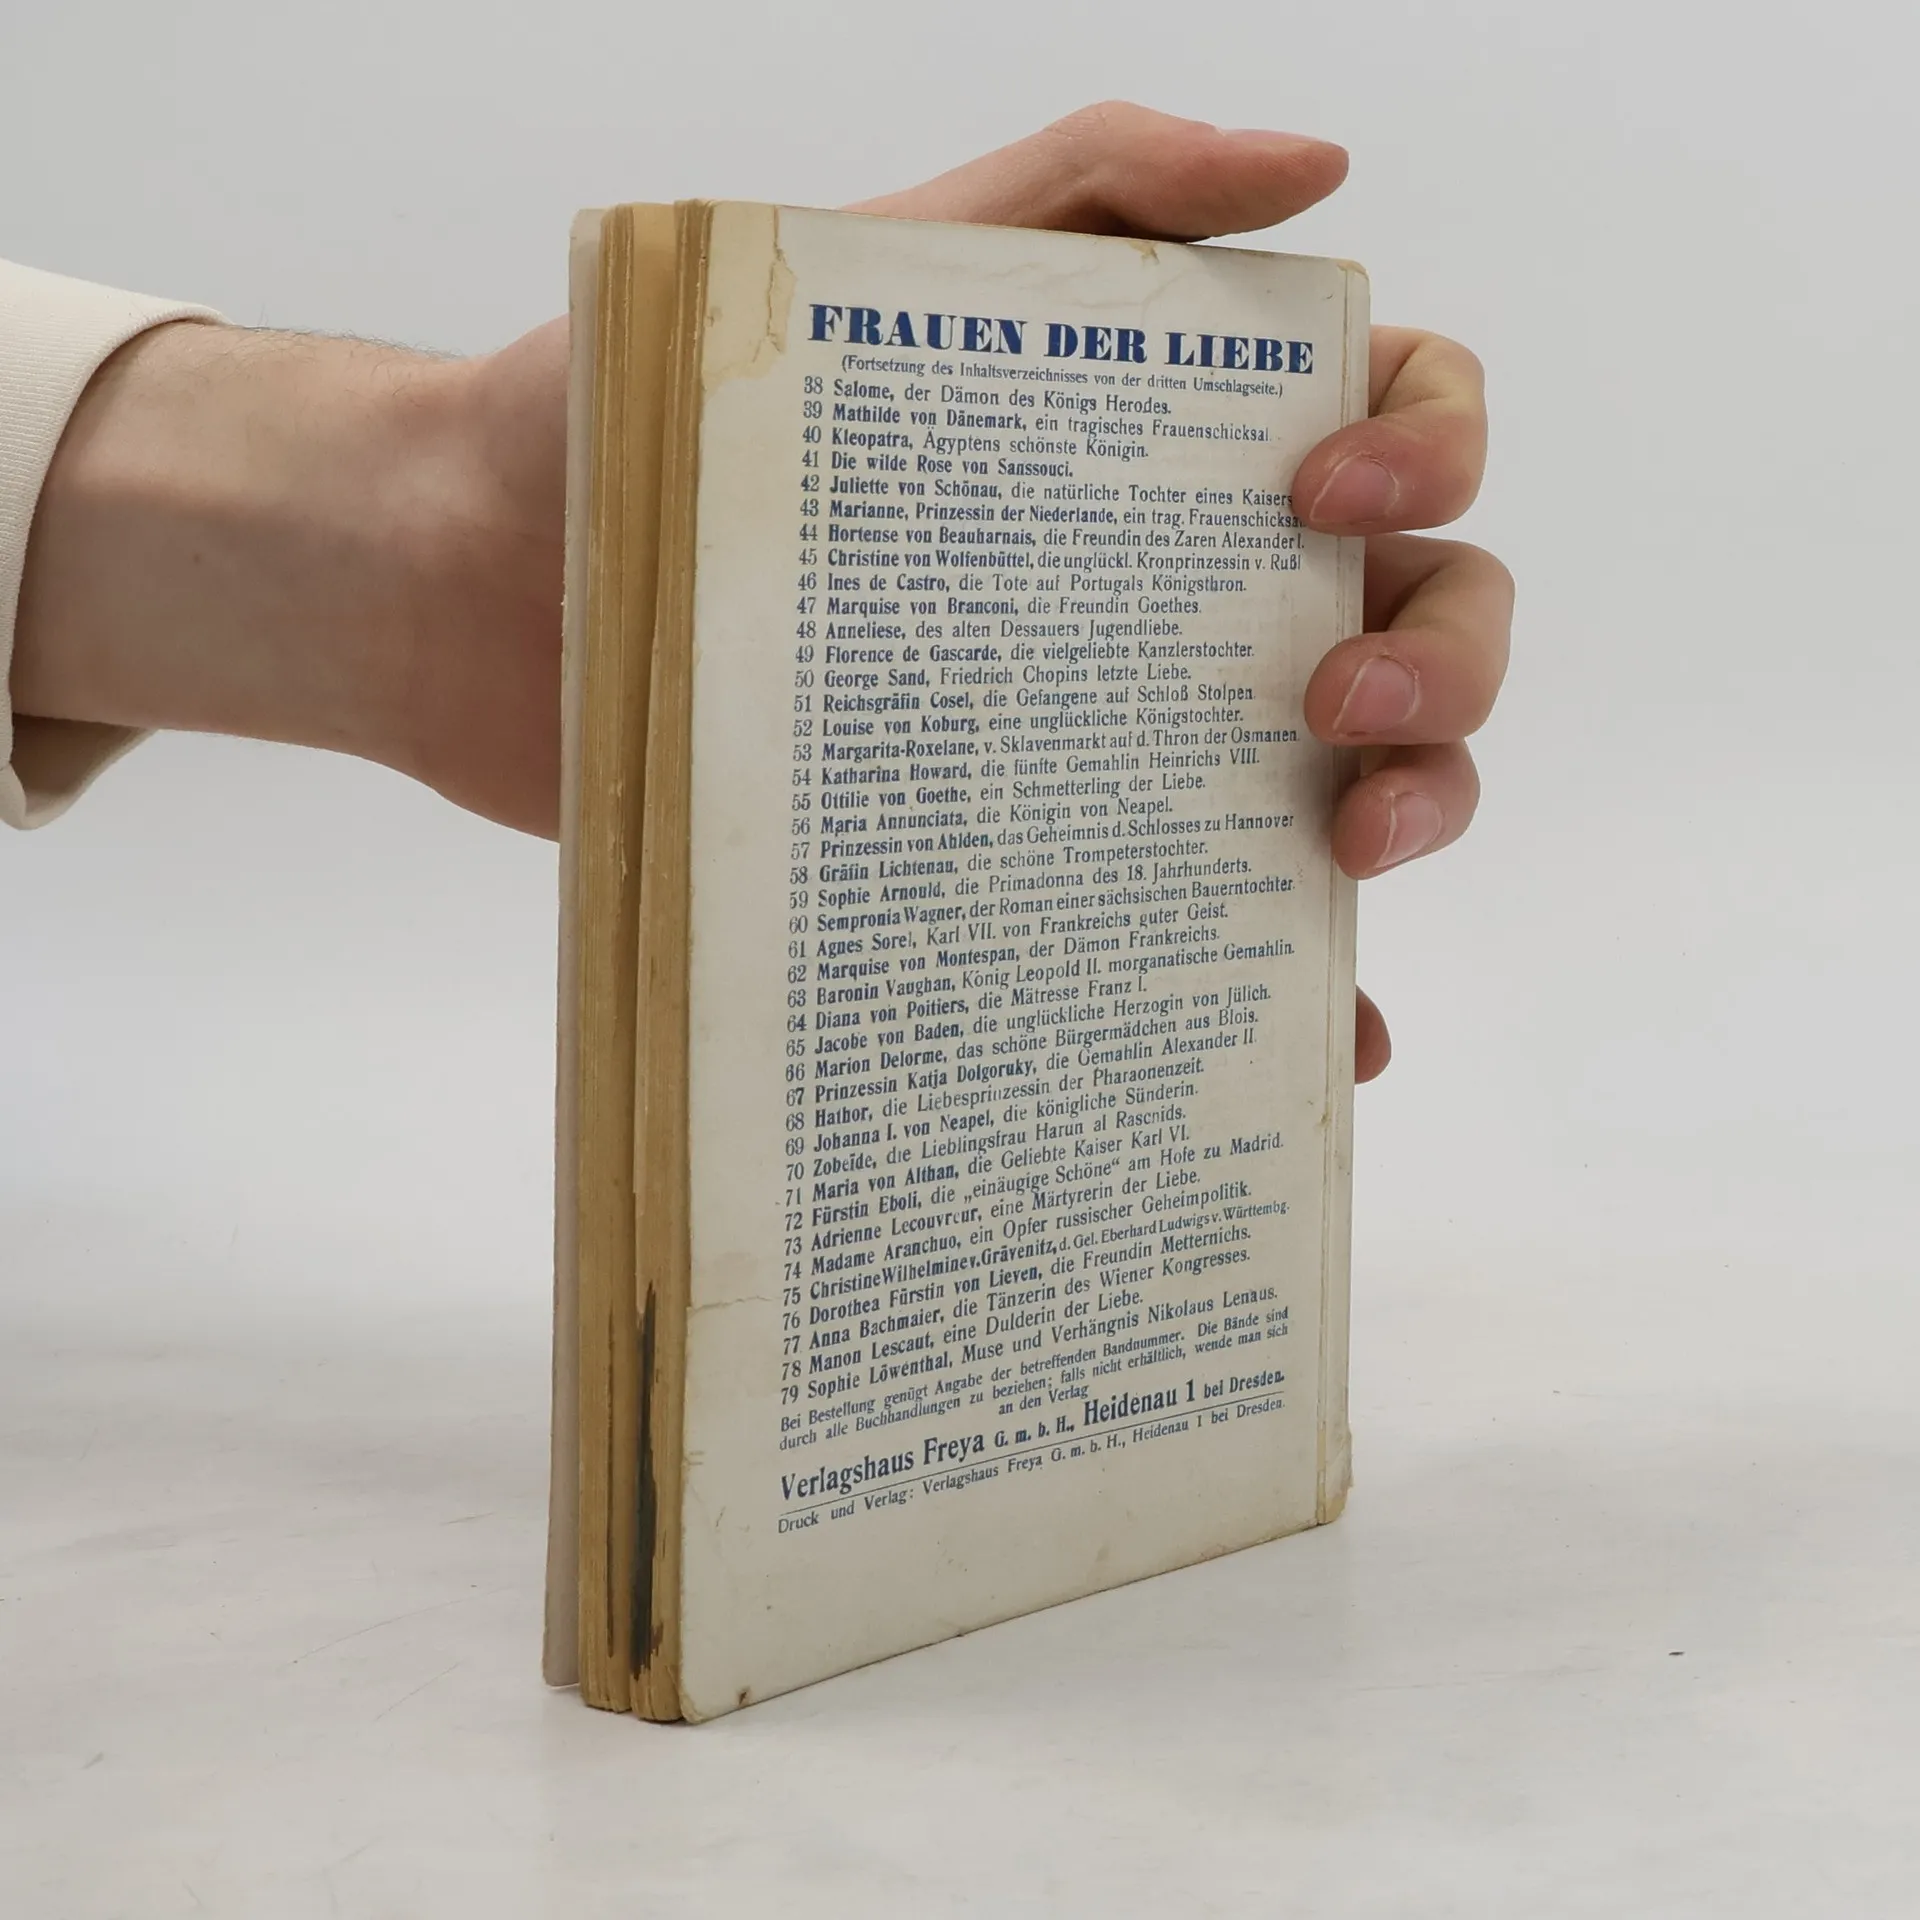 FRAUEN DER LIEBE
(Fortsetzung des Inhaltsverzeichnisses von der dritten Umschlagseite.)
38 Salome, der Dämon des Königs Herodes.
39 Mathilde von Dänemark, ein tragisches Frauenschicksal.
40 Kleopatra, Ägyptens schönste Königin.
41 Die wilde Rose von Sanssouci.
42 Juliette von Schönau, die natürliche Tochter eines Kaisers
43 Marianne, Prinzessin der Niederlande, ein trag. Frauenschicksal
44 Hortense von Beauharnais, die Freundin des Zaren Alexander I.
45 Christine von Wolfenbüttel, die unglückl. Kronprinzessin v. Rußl
46 Ines de Castro, die Tote auf Portugals Königsthron.
47 Marquise von Branconi, die Freundin Goethes.
48 Anneliese, des alten Dessauers Jugendliebe.
49 Florence de Gascarde, die vielgeliebte Kanzlerstochter.
50 George Sand, Friedrich Chopins letzte Liebe.
51 Reichsgräfin Cosel, die Gefangene auf Schloß Stolpen.
52 Louise von Koburg, eine unglückliche Königstochter.
53 Margarita-Roxelane, v. Sklavenmarkt auf d. Thron der Osmanen.
54 Katharina Howard, die fünfte Gemahlin Heinrichs VIII.
55 Ottilie von Goethe, ein Schmetterling der Liebe.
56 Maria Annunciata, die Königin von Neapel.
57 Prinzessin von Ahlden, das Geheimnis d. Schlosses zu Hannover
58 Gräfin Lichtenau, die schöne Trompeterstochter.
59 Sophie Arnould, die Primadonna des 18. Jahrhunderts.
60 Sempronia Wagner, der Roman einer sächsischen Bauerntochter.
61 Agnes Sorel, Karl VII. von Frankreichs guter Geist.
62 Marquise von Montespan, der Dämon Frankreichs.
63 Baronin Vaughan, König Leopold II. morganatische Gemahlin.
64 Diana von Poitiers, die Mätresse Franz I.
65 Jacobe von Baden, die unglückliche Herzogin von Jülich.
66 Marion Delorme, das schöne Bürgermädchen aus Blois.
67 Prinzessin Katja Dolgoruky, die Gemahlin Alexander II.
68 Hathor, die Liebesprinzessin der Pharaonenzeit.
69 Johanna I. von Neapel, die königliche Sünderin.
70 Zobeïde, die Lieblingsfrau Harun al Raschids.
71 Maria von Althan, die Geliebte Kaiser Karl VI.
72 Fürstin Eboli, die „einäugige Schöne“ am Hofe zu Madrid.
73 Adrienne Lecouvreur, eine Märtyrerin der Liebe.
74 Madame Aranchuo, ein Opfer russischer Geheimpolitik.
75 Christine Wilhelmine v. Grävenitz, d. Gel. Eberhard Ludwigs v. Württembg.
76 Dorothea Fürstin von Lieven, die Freundin Metternichs.
77 Anna Bachmaier, die Tänzerin des Wiener Kongresses.
78 Manon Lescaut, eine Dulderin der Liebe.
79 Sophie Löwenthal, Muse und Verhängnis Nikolaus Lenaus.
Bei Bestellung genügt Angabe der betreffenden Bandnummer. Die Bände sind
durch alle Buchhandlungen zu beziehen; falls nicht erhältlich, wende man sich
an den Verlag
Verlagshaus Freya G. m. b. H., Heidenau 1 bei Dresden.
Druck und Verlag: Verlagshaus Freya G. m. b. H., Heidenau 1 bei Dresden.